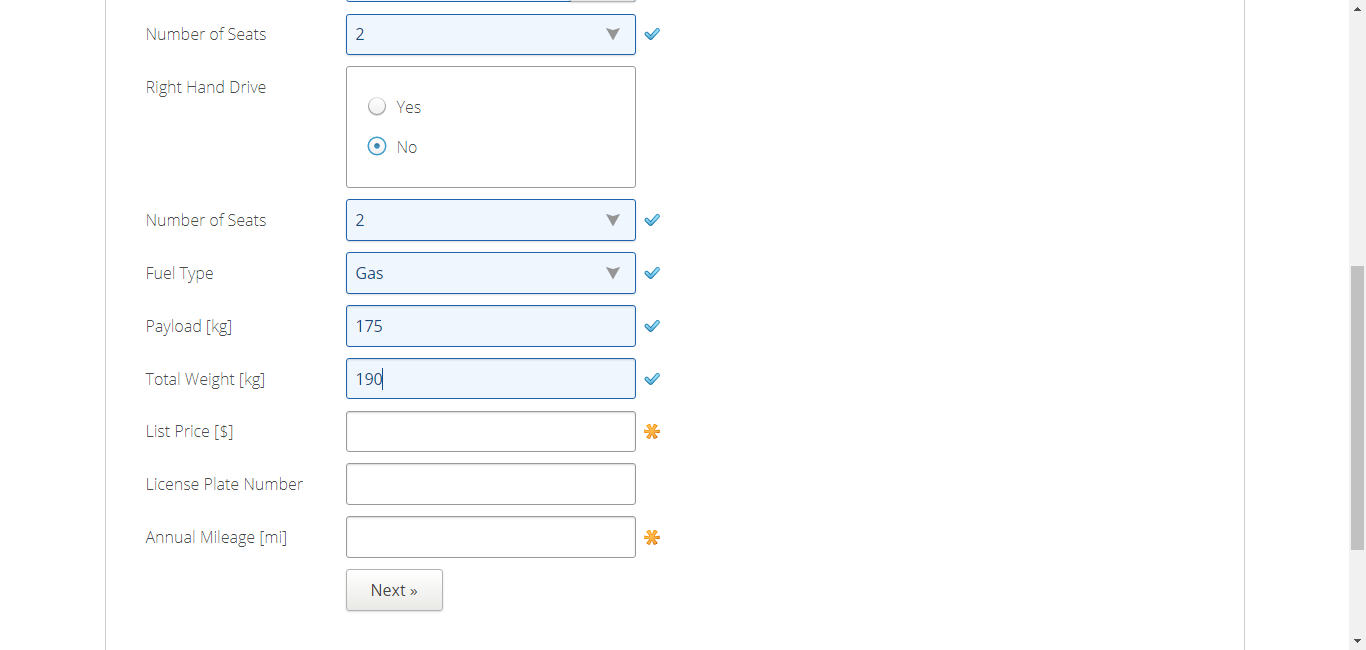 Number of Seats 2
Right Hand Drive
Yes
No
Number of Seats 2
Fuel Type Gas
Payload [kg] 175
Total Weight [kg] 190
List Price [$]
License Plate Number
Annual Mileage [mi]
Next »